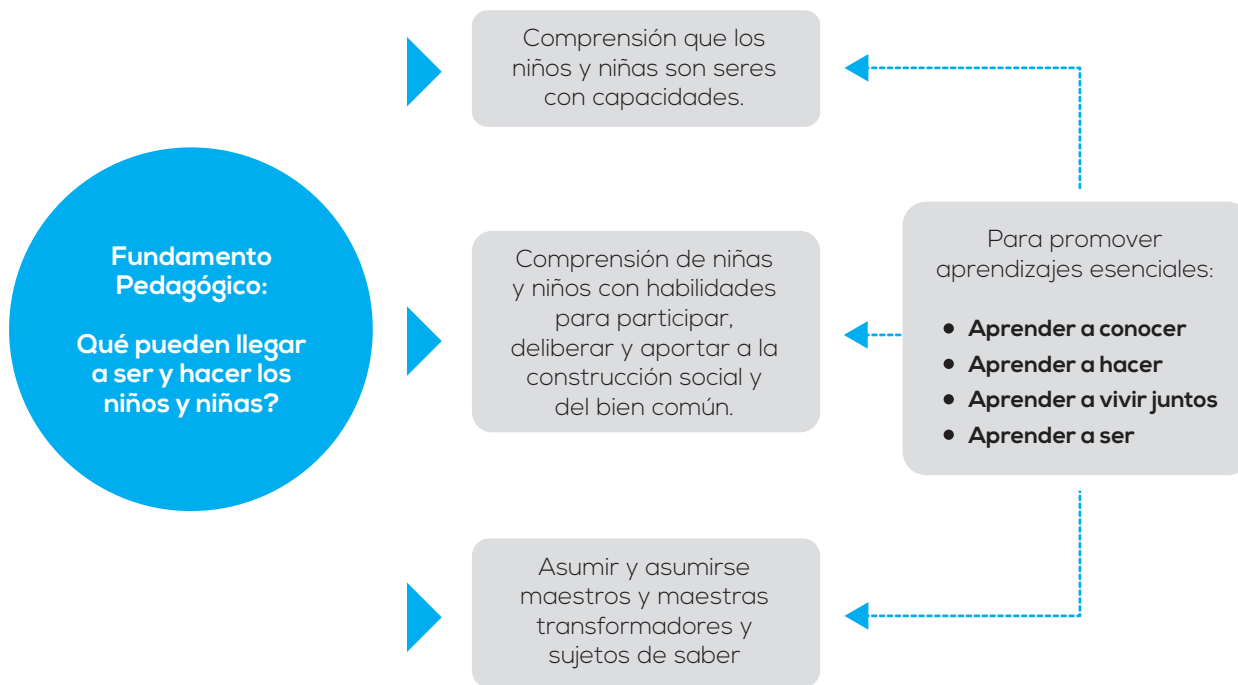 Comprensión que los
niños y niñas son seres
con capacidades.
Fundamento
Pedagógico:
Qué pueden llegar
a ser y hacer los
niños y niñas?
Comprensión de niñas
y niños con habilidades
para participar,
deliberar y aportar a la
construcción social y
del bien común.
Para promover
aprendizajes esenciales:
• Aprender a conocer
• Aprender a hacer
• Aprender a vivir juntos
• Aprender a ser
Asumir y asumirse
maestros y maestras
transformadores y
sujetos de saber